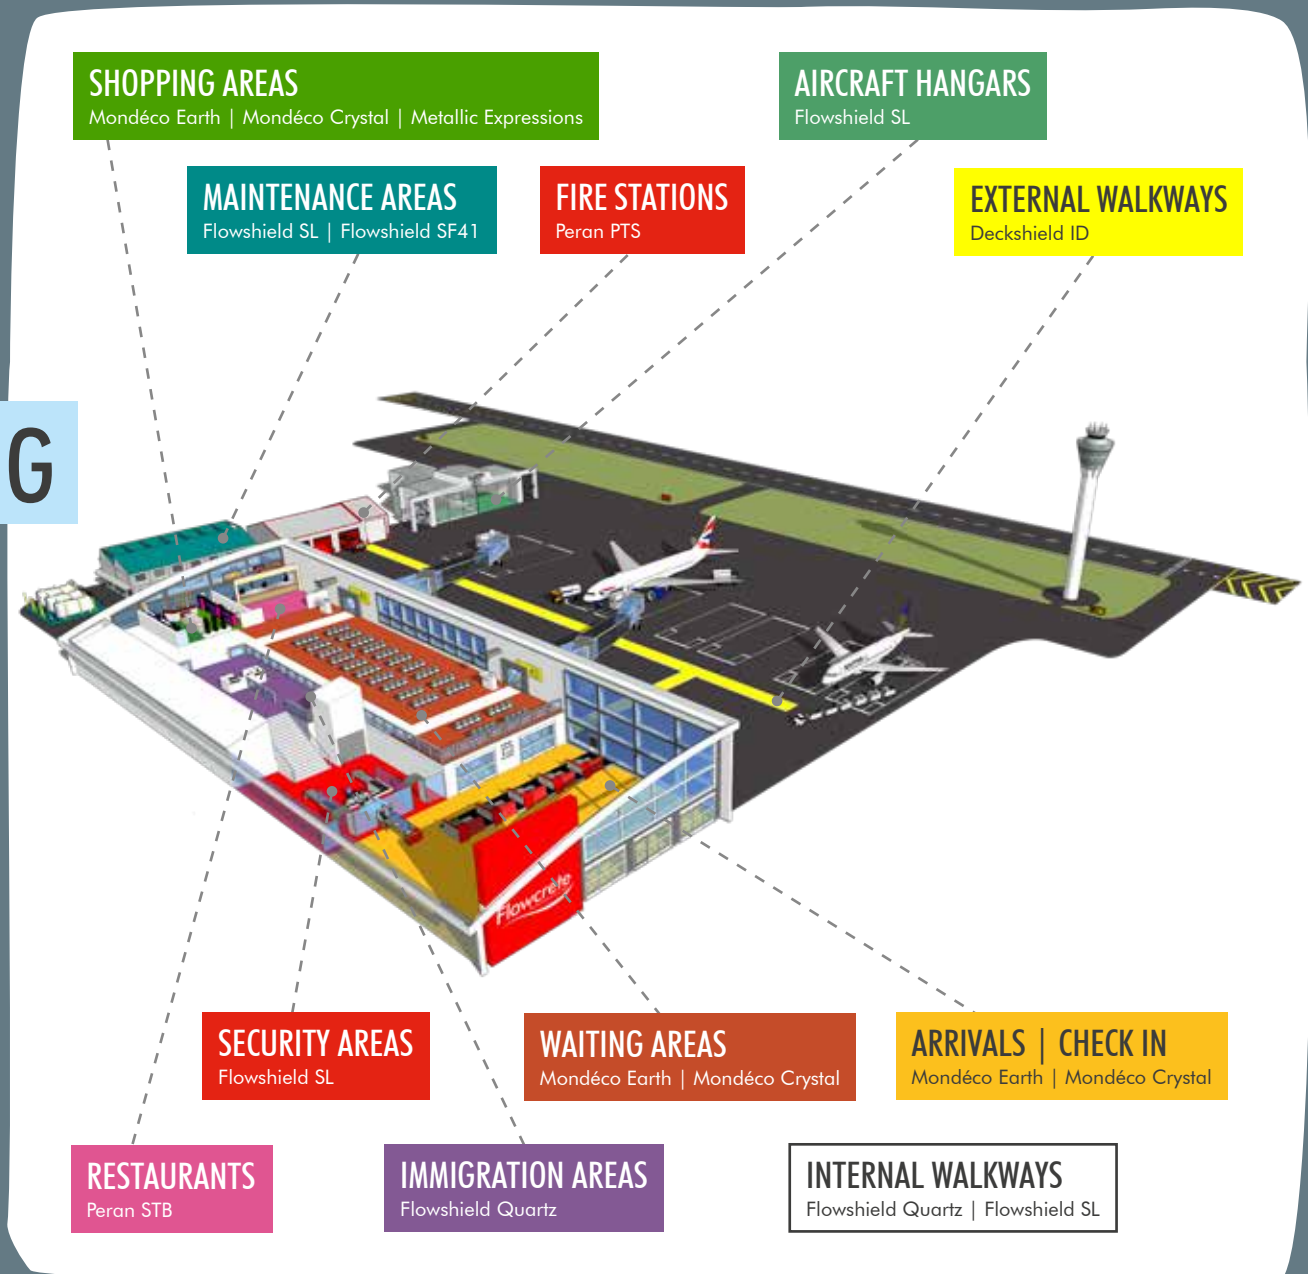 SHOPPING AREAS
Mondéco Earth | Mondéco Crystal | Metallic Expressions
AIRCRAFT HANGARS
Flowshield SL
MAINTENANCE AREAS
Flowshield SL | Flowshield SF41
FIRE STATIONS
Peran PTS
EXTERNAL WALKWAYS
Deckshield ID
G
Flowcrete
SECURITY AREAS
Flowshield SL
WAITING AREAS
Mondéco Earth | Mondéco Crystal
ARRIVALS | CHECK IN
Mondéco Earth | Mondéco Crystal
RESTAURANTS
Peran STB
IMMIGRATION AREAS
Flowshield Quartz
INTERNAL WALKWAYS
Flowshield Quartz | Flowshield SL